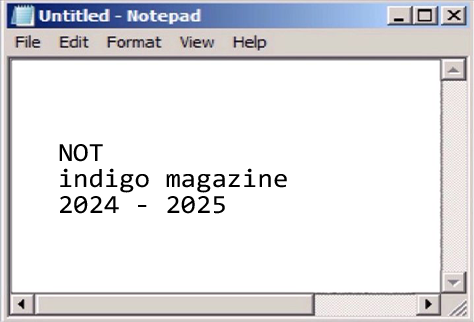 Untitled - Notepad
File Edit Format View Help
NOT
indigo magazine
2024 - 2025